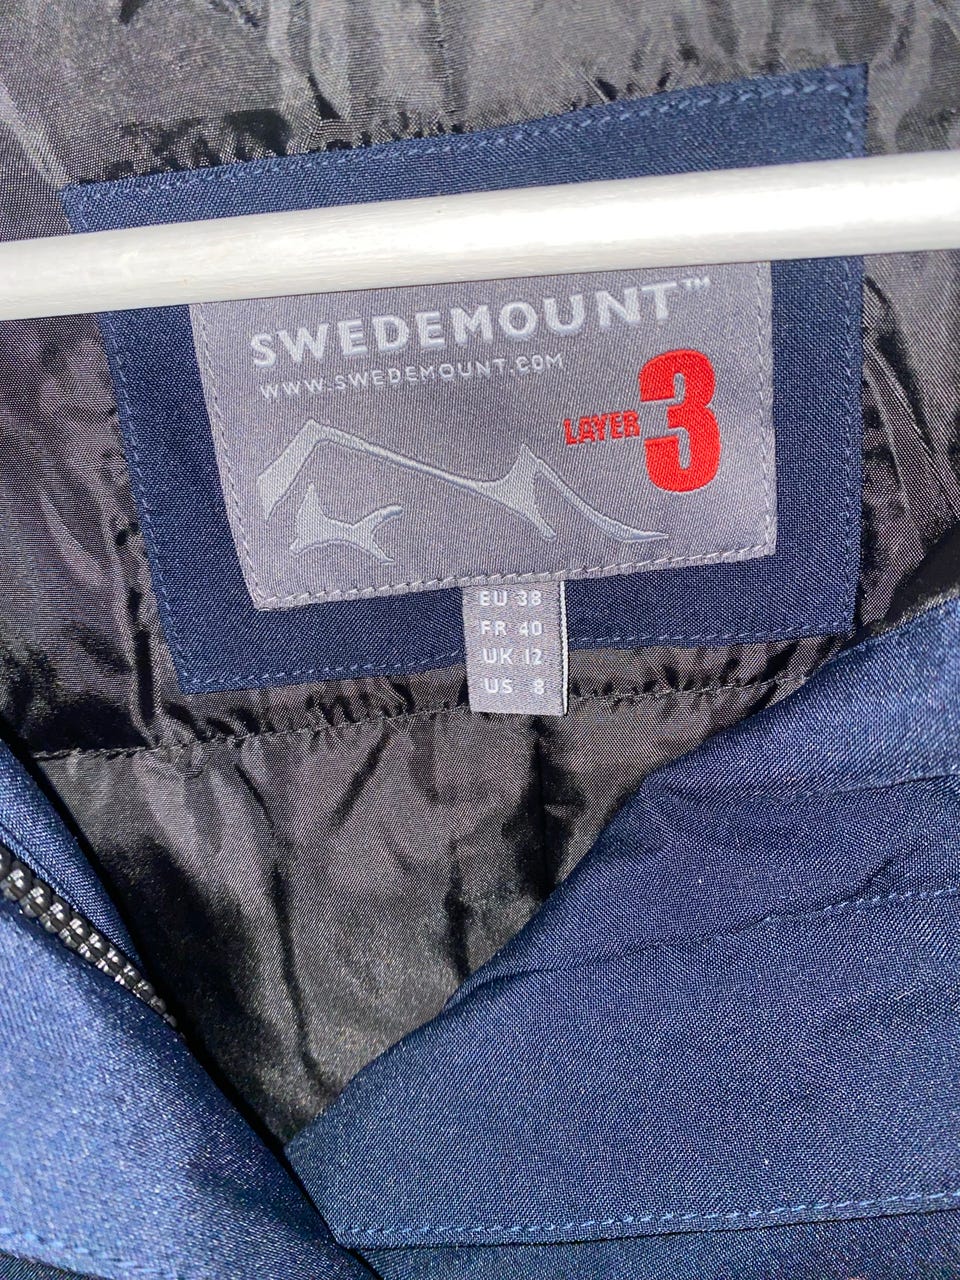 SWEDEMOUNT™
WWW.SWEDEMOUNT.COM
LAYER 3
EU 38
FR 40
UK 12
US 8